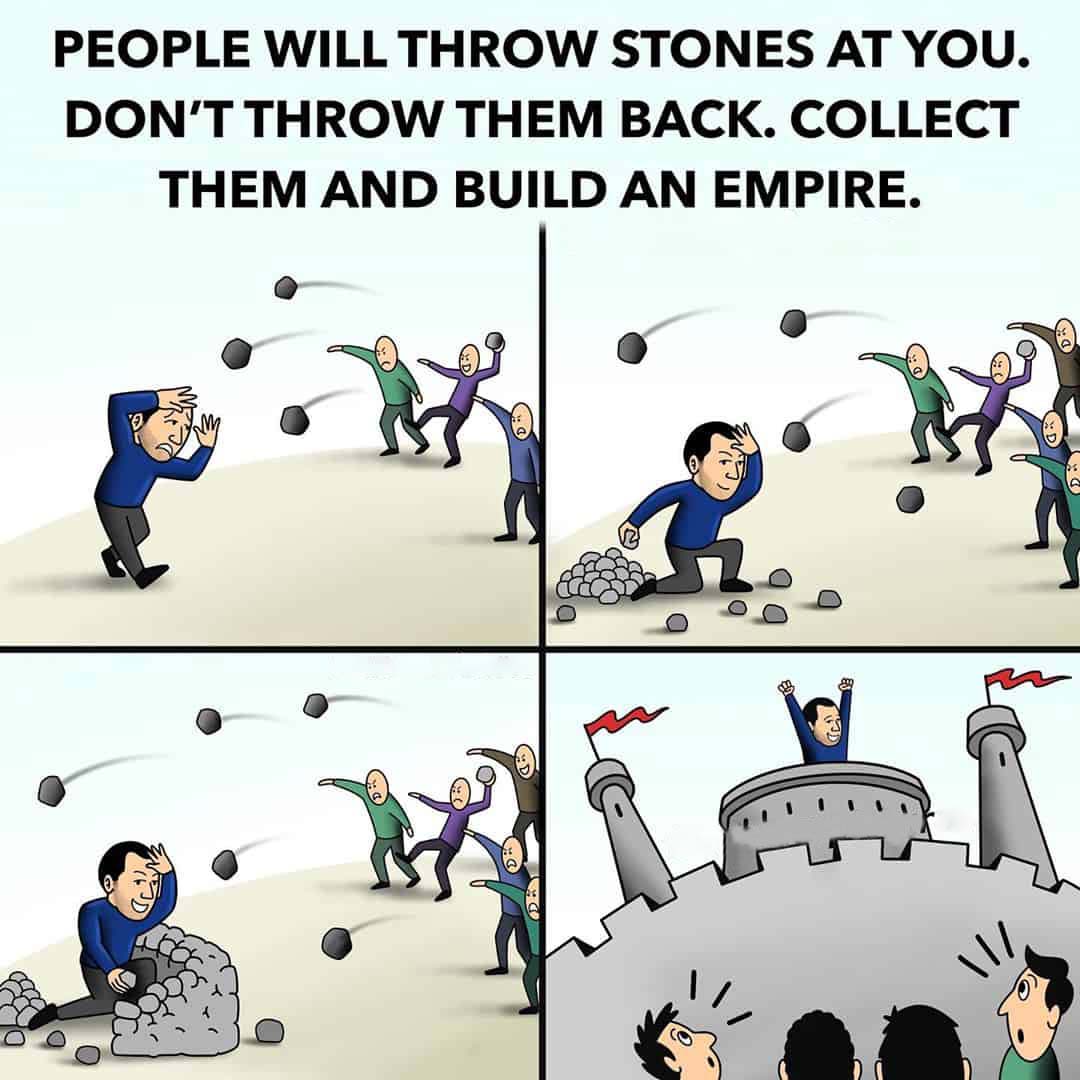 PEOPLE WILL THROW STONES AT YOU.
DON'T THROW THEM BACK. COLLECT
THEM AND BUILD AN EMPIRE.